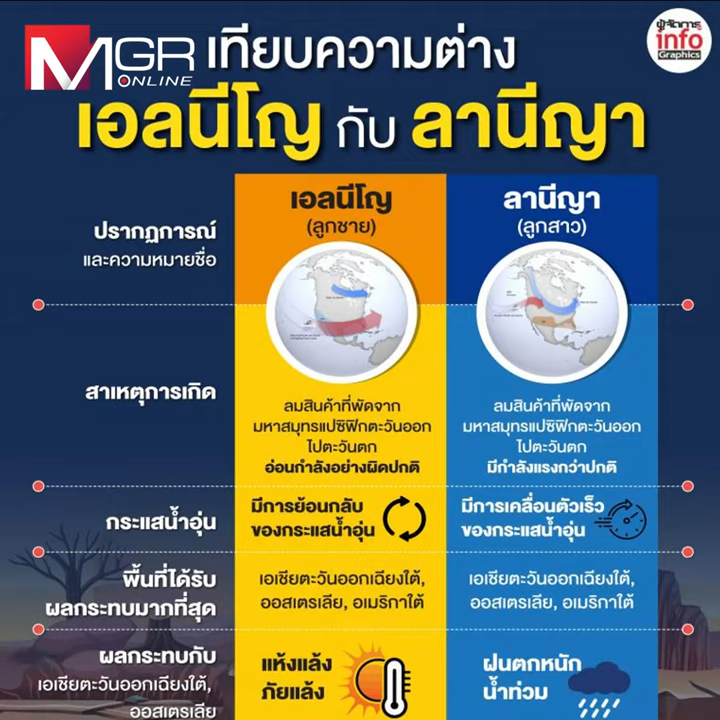 MGR ONLINE
ผู้จัดการ
info
Graphics
เทียบความต่าง
เอลนีโญ กับ ลานีญา
ปรากฏการณ์
และความหมายชื่อ
เอลนีโญ
(ลูกชาย)
ลานีญา
(ลูกสาว)
สาเหตุการเกิด
ลมสินค้าที่พัดจาก
มหาสมุทรแปซิฟิกตะวันออก
ไปตะวันตก
อ่อนกำลังอย่างผิดปกติ
ลมสินค้าที่พัดจาก
มหาสมุทรแปซิฟิกตะวันออก
ไปตะวันตก
มีกำลังแรงกว่าปกติ
กระแสน้ำอุ่น
มีการย้อนกลับ
ของกระแสน้ำอุ่น
มีการเคลื่อนตัวเร็ว
ของกระแสน้ำอุ่น
พื้นที่ได้รับ
ผลกระทบมากที่สุด
เอเชียตะวันออกเฉียงใต้,
ออสเตรเลีย, อเมริกาใต้
เอเชียตะวันออกเฉียงใต้,
ออสเตรเลีย, อเมริกาใต้
ผลกระทบกับ
เอเชียตะวันออกเฉียงใต้,
ออสเตรเลีย
แห้งแล้ง
ภัยแล้ง
ฝนตกหนัก
น้ำท่วม